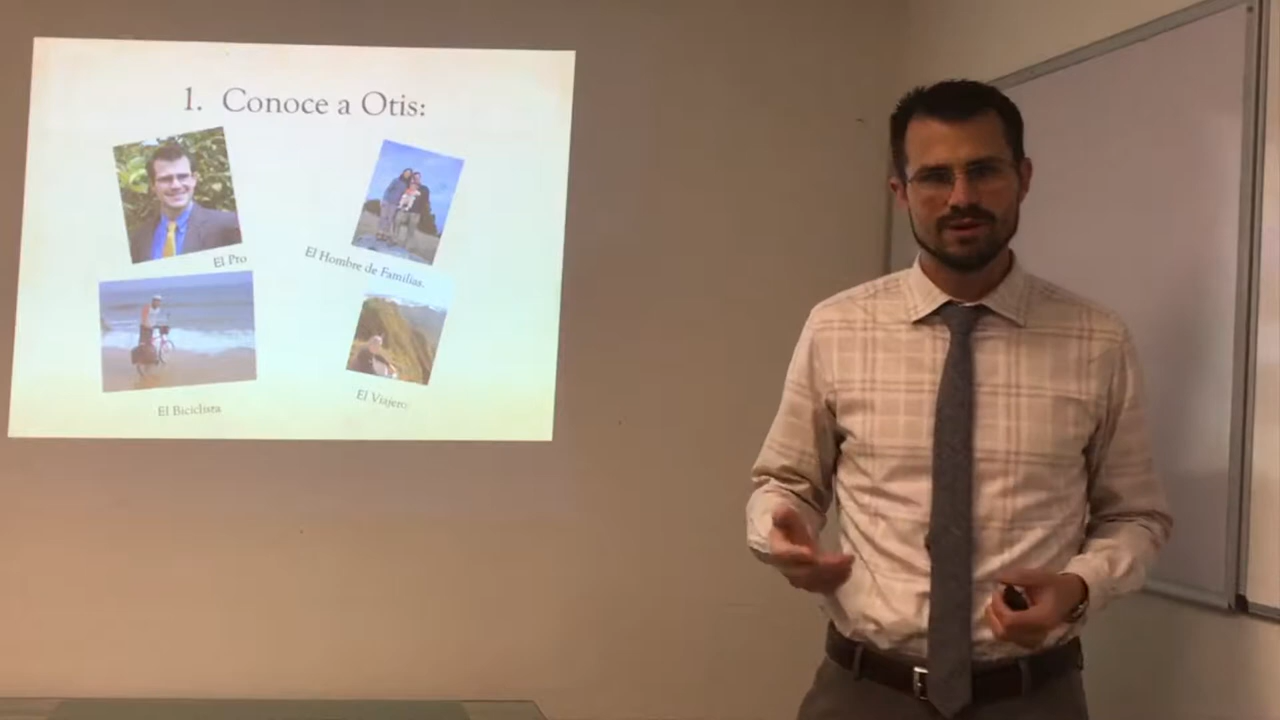 1. Conoce a Otis:
El Pro
El Hombre de Familias.
El Biciclista
El Viajero